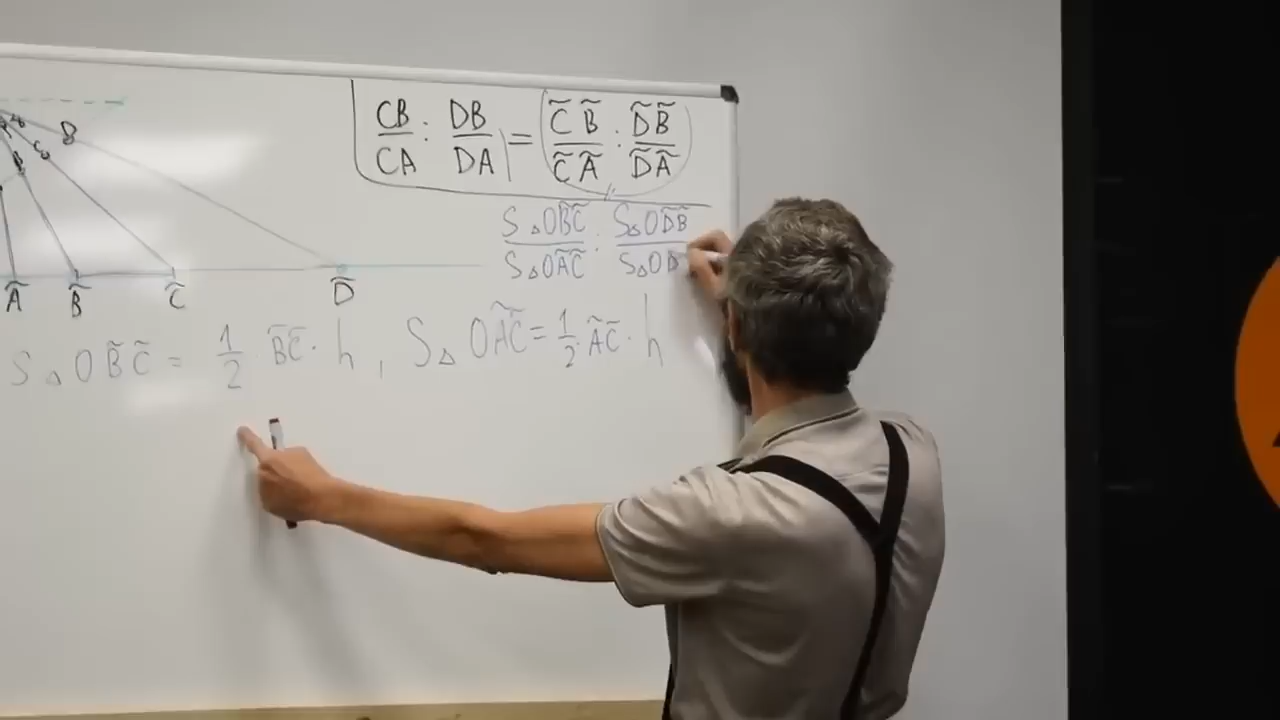 B
CB/CA : DB/DA = C̃B̃/C̃Ã : D̃B̃/D̃Ã
S△OB̃C̃/S△OÃC̃ : S△OD̃B̃/S△OD
Ã B̃ C̃ D̃
S△OB̃C̃ = 1/2 · B̃C̃ · h , S△OÃC̃ = 1/2 · ÃC̃ · h